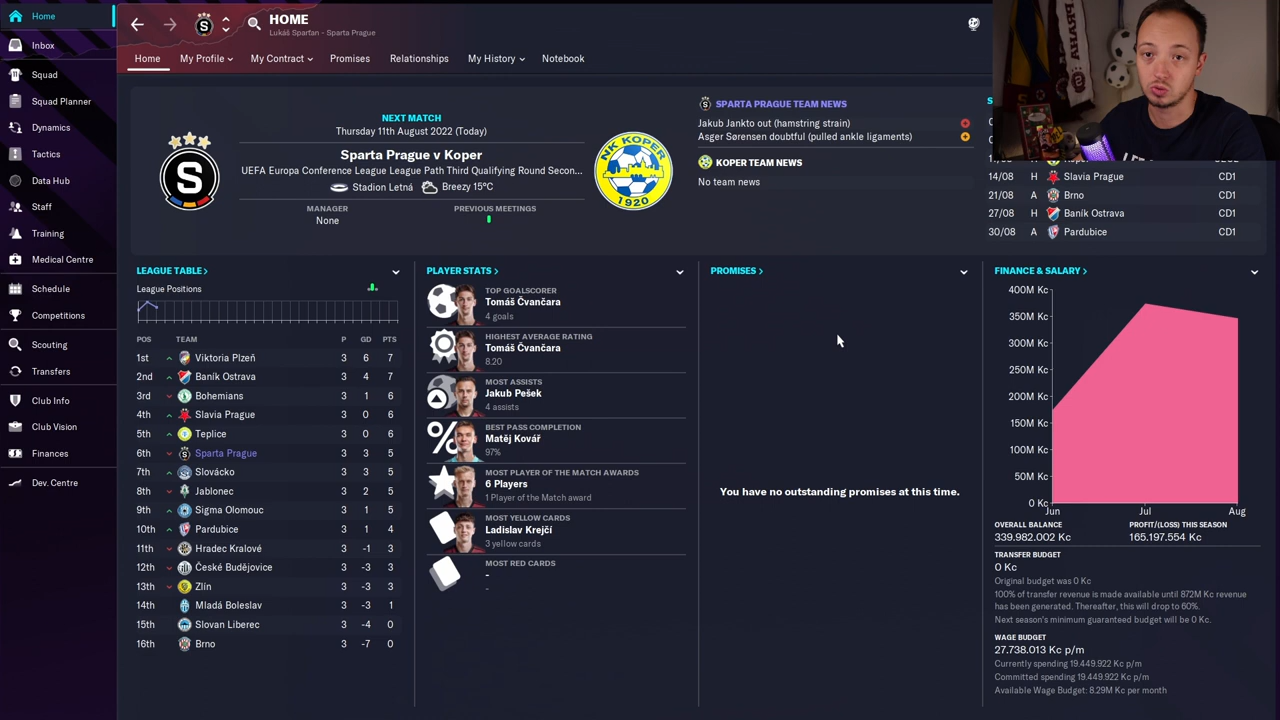 Home
Inbox
Squad
Squad Planner
Dynamics
Tactics
Data Hub
Staff
Training
Medical Centre
Schedule
Competitions
Scouting
Transfers
Club Info
Club Vision
Finances
Dev. Centre
HOME
Lukáš Sparťan - Sparta Prague
Home
My Profile
My Contract
Promises
Relationships
My History
Notebook
NEXT MATCH
Thursday 11th August 2022 (Today)
Sparta Prague v Koper
UEFA Europa Conference League League Path Third Qualifying Round Secon...
Stadion Letná
Breezy 15°C
MANAGER
None
PREVIOUS MEETINGS
NK KOPER
1920
SPARTA PRAGUE TEAM NEWS
Jakub Jankto out (hamstring strain)
Asger Sørensen doubtful (pulled ankle ligaments)
KOPER TEAM NEWS
No team news
14/08 H Slavia Prague CD1
21/08 A Brno CD1
27/08 H Baník Ostrava CD1
30/08 A Pardubice CD1
LEAGUE TABLE
League Positions
POS TEAM P GD PTS
1st Viktoria Plzeň 3 6 7
2nd Baník Ostrava 3 4 7
3rd Bohemians 3 1 6
4th Slavia Prague 3 0 6
5th Teplice 3 0 6
6th Sparta Prague 3 3 5
7th Slovácko 3 3 5
8th Jablonec 3 2 5
9th Sigma Olomouc 3 1 5
10th Pardubice 3 1 4
11th Hradec Kralové 3 -1 3
12th České Budějovice 3 -3 3
13th Zlín 3 -3 3
14th Mladá Boleslav 3 -3 1
15th Slovan Liberec 3 -4 0
16th Brno 3 -7 0
PLAYER STATS
TOP GOALSCORER
Tomáš Čvančara
4 goals
HIGHEST AVERAGE RATING
Tomáš Čvančara
8.20
MOST ASSISTS
Jakub Pešek
4 assists
BEST PASS COMPLETION
Matěj Kovář
97%
MOST PLAYER OF THE MATCH AWARDS
6 Players
1 Player of the Match award
MOST YELLOW CARDS
Ladislav Krejčí
3 yellow cards
MOST RED CARDS
-
-
PROMISES
You have no outstanding promises at this time.
FINANCE & SALARY
400M Kc
350M Kc
300M Kc
250M Kc
200M Kc
150M Kc
100M Kc
50M Kc
0 Kc
Jun Jul Aug
OVERALL BALANCE PROFIT/(LOSS) THIS SEASON
339.982.002 Kc 165.197.554 Kc
TRANSFER BUDGET
0 Kc
Original budget was 0 Kc
100% of transfer revenue is made available until 872M Kc revenue
has been generated. Thereafter, this will drop to 60%.
Next season's minimum guaranteed budget will be 0 Kc.
WAGE BUDGET
27.738.013 Kc p/m
Currently spending 19.449.922 Kc p/m
Committed spending 19.449.922 Kc p/m
Available Wage Budget: 8.29M Kc per month